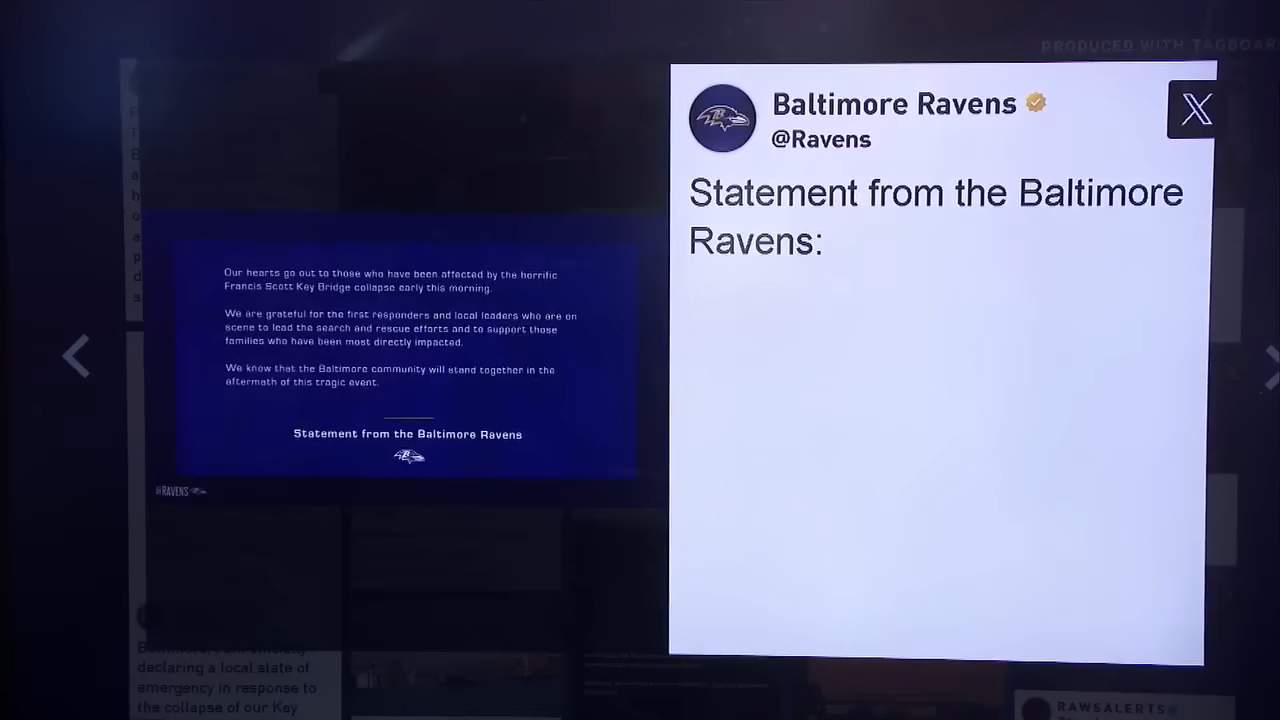 PRODUCED WITH TAGBOAR
Baltimore Ravens
@Ravens
X
Statement from the Baltimore
Ravens:
Our hearts go out to those who have been affected by the horrific
Francis Scott Key Bridge collapse early this morning.
We are grateful for the first responders and local leaders who are on
scene to lead the search and rescue efforts and to support those
families who have been most directly impacted.
We know that the Baltimore community will stand together in the
aftermath of this tragic event.
Statement from the Baltimore Ravens
@RAVENS
declaring a local state of
emergency in response to
the collapse of our Key
RAWSALERTS